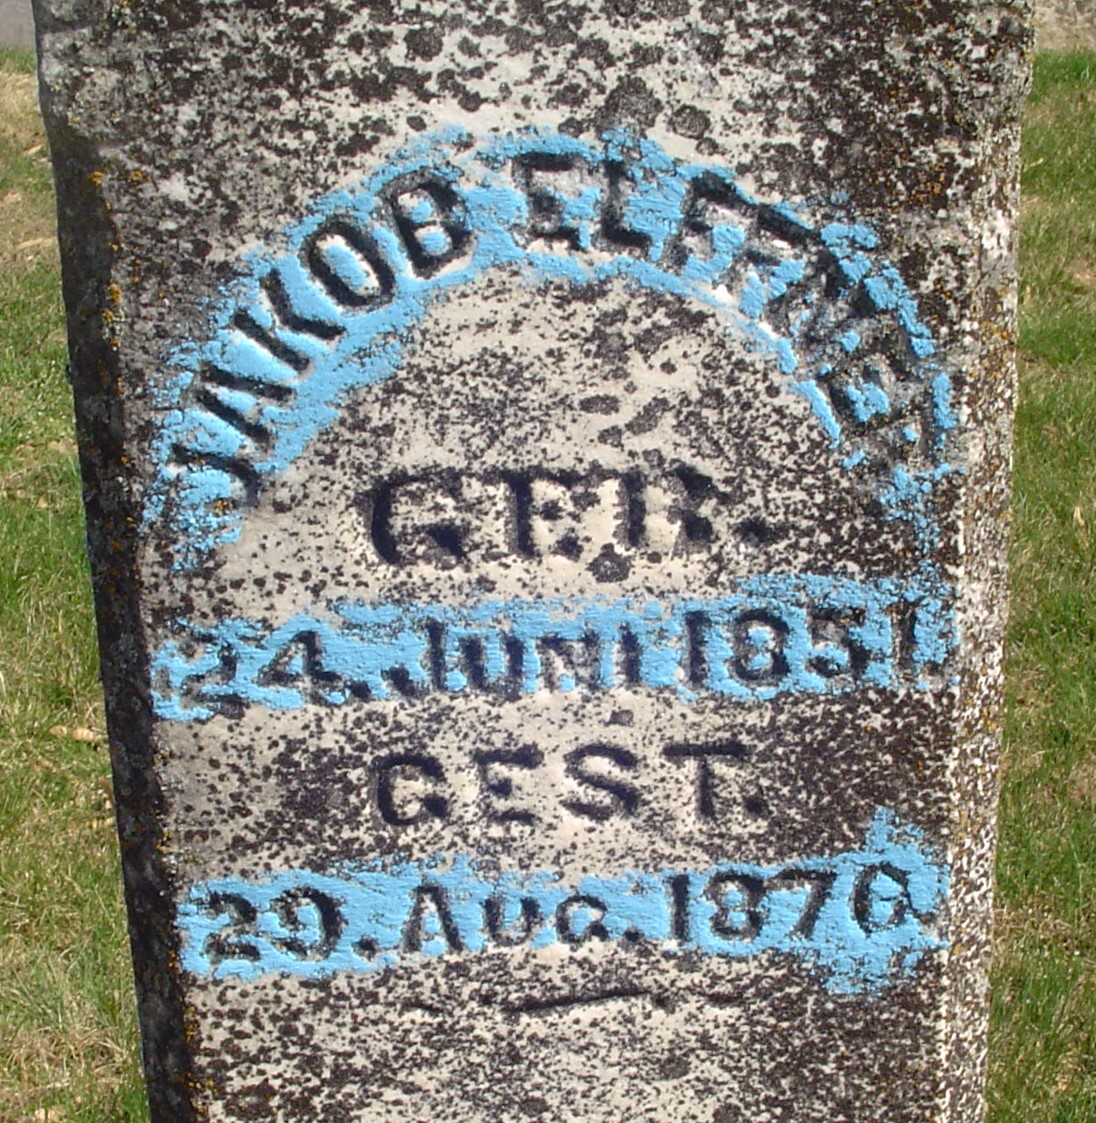 JAKOB
GEB.
24. JUNI 1851
GEST.
29. AUG. 1876